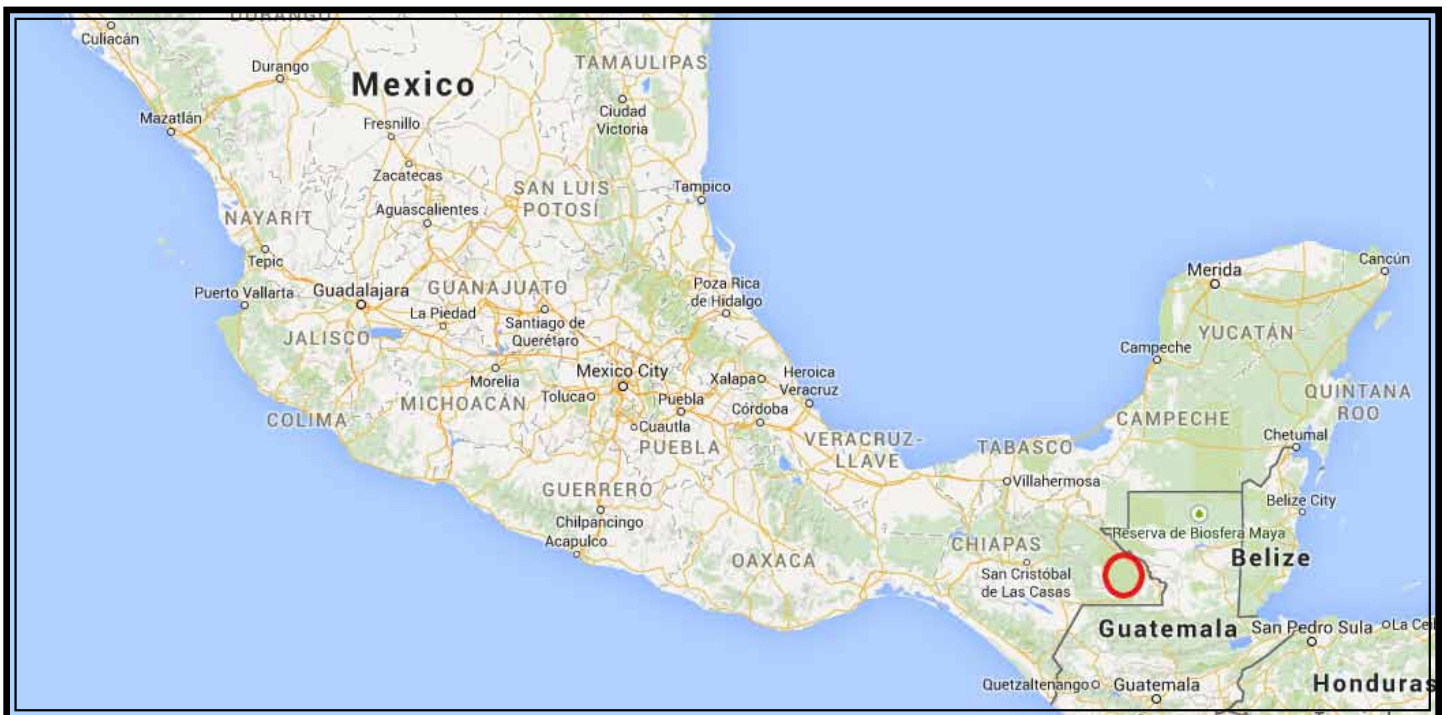 DURANGO
Culiacán
Durango
Mexico
TAMAULIPAS
Mazatlán
Fresnillo
Ciudad
Victoria
Zacatecas
SAN LUIS
POTOSÍ
Tampico
Aguascalientes
NAYARIT
Tepic
Merida
Cancún
Puerto Vallarta
Guadalajara
GUANAJUATO
Poza Rica
de Hidalgo
La Piedad
Santiago de
Querétaro
JALISCO
YUCATÁN
Campeche
Morelia
Mexico City
Xalapa
Heroica
Veracruz
QUINTANA
ROO
COLIMA
MICHOACÁN
Toluca
Puebla
Córdoba
CAMPECHE
Cuautla
PUEBLA
VERACRUZ-
LLAVE
TABASCO
Chetumal
GUERRERO
Villahermosa
Belize City
Chilpancingo
Acapulco
OAXACA
CHIAPAS
Reserva de Biosfera Maya
Belize
San Cristóbal
de Las Casas
Guatemala
San Pedro Sula
La Ceil
Quetzaltenango
Guatemala
Honduras